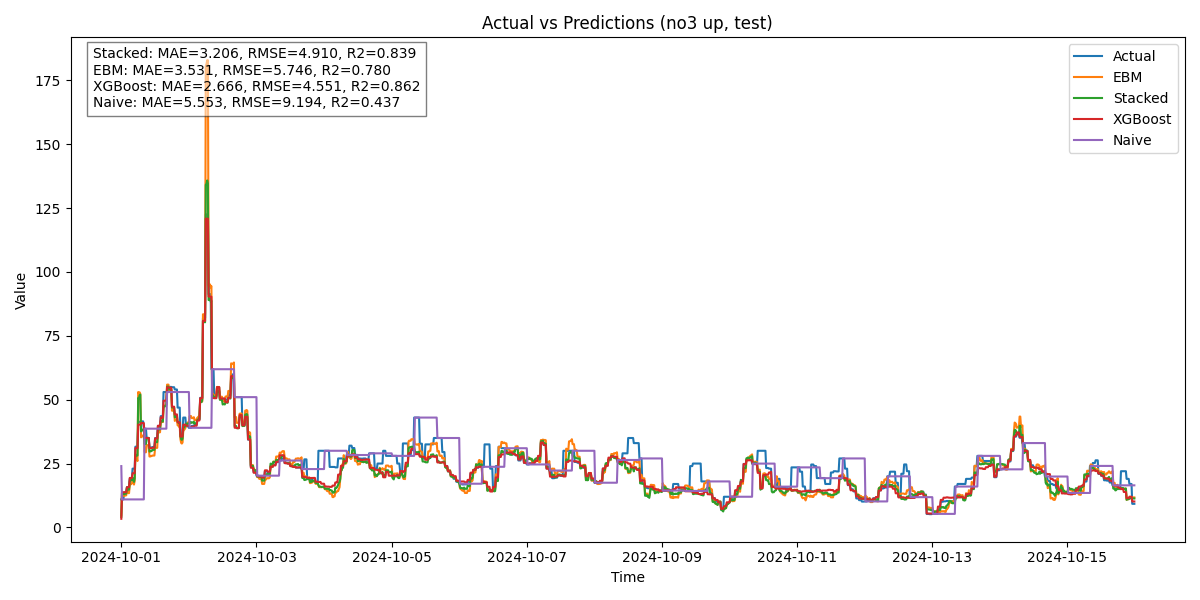 Actual vs Predictions (no3 up, test)
Stacked: MAE=3.206, RMSE=4.910, R2=0.839
EBM: MAE=3.531, RMSE=5.746, R2=0.780
XGBoost: MAE=2.666, RMSE=4.551, R2=0.862
Naive: MAE=5.553, RMSE=9.194, R2=0.437
Actual
EBM
Stacked
XGBoost
Naive
Value
175
150
125
100
75
50
25
0
2024-10-01 2024-10-03 2024-10-05 2024-10-07 2024-10-09 2024-10-11 2024-10-13 2024-10-15
Time